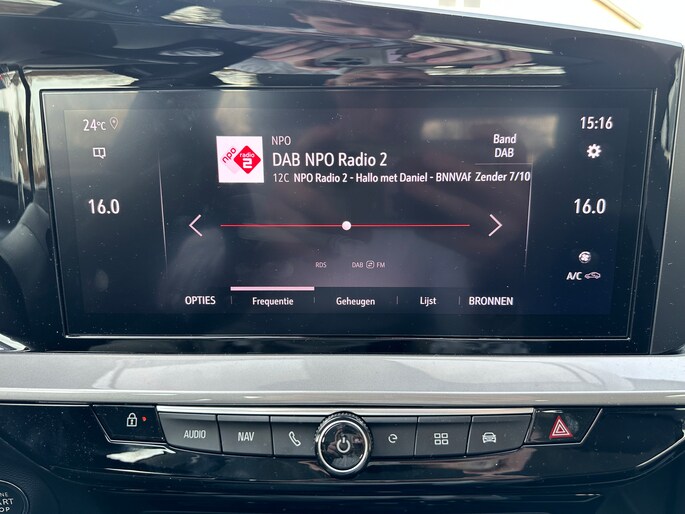 24°C
15:16
npo
radio
2
NPO
DAB NPO Radio 2
12C NPO Radio 2 - Hallo met Daniel - BNNVAR
Band
DAB
Zender 7/10
16.0
16.0
RDS
DAB
FM
A/C
OPTIES
Frequentie
Geheugen
Lijst
BRONNEN
AUDIO
NAV